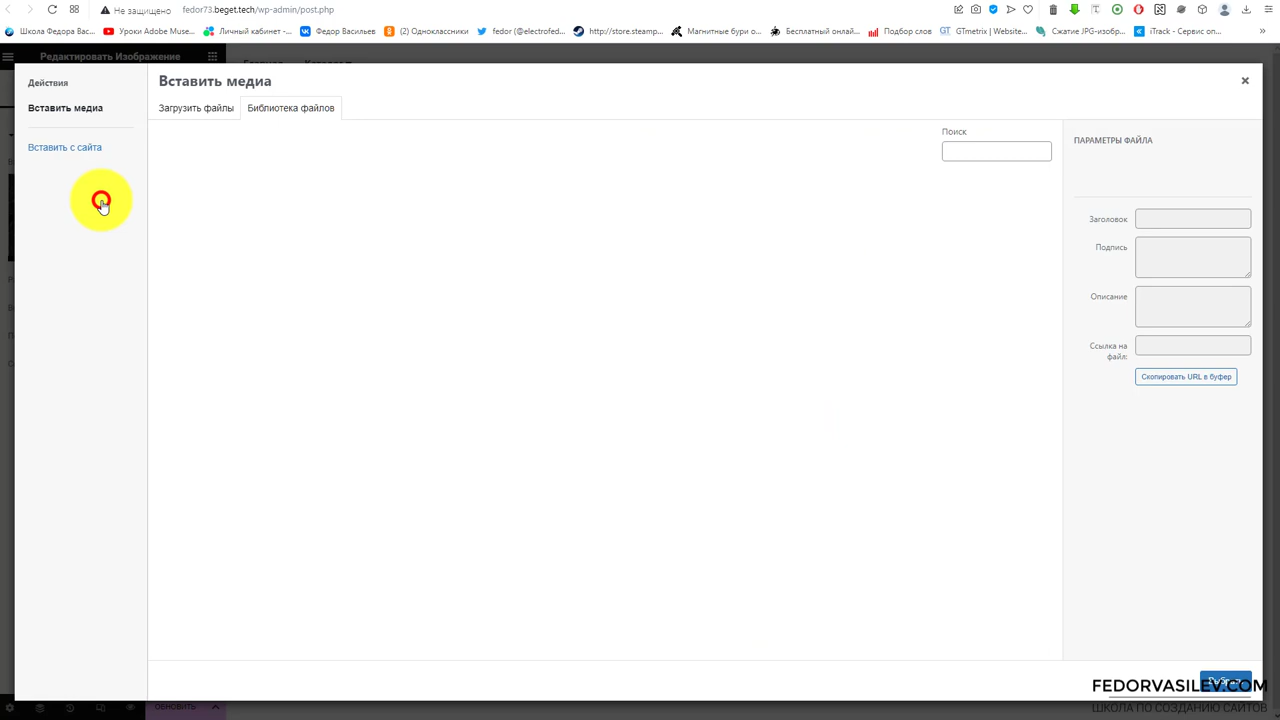 Не защищено fedor73.beget.tech/wp-admin/post.php
Школа Федора Вас... Уроки Adobe Muse... Личный кабинет -... Федор Васильев (2) Одноклассники fedor (@electrofed... http://store.steamp... Магнитные бури о... Бесплатный онлай... Подбор слов GTmetrix | Website... Сжатие JPG-изобр... iTrack - Сервис оп... »
Редактировать Изображение
Действия
Вставить медиа
Вставить с сайта
Вставить медиа
Загрузить файлы Библиотека файлов
Поиск
ПАРАМЕТРЫ ФАЙЛА
Заголовок
Подпись
Описание
Ссылка на
файл:
Скопировать URL в буфер
FEDORVASILEV.COM
ОБНОВИТЬ
ШКОЛА ПО СОЗДАНИЮ САЙТОВ